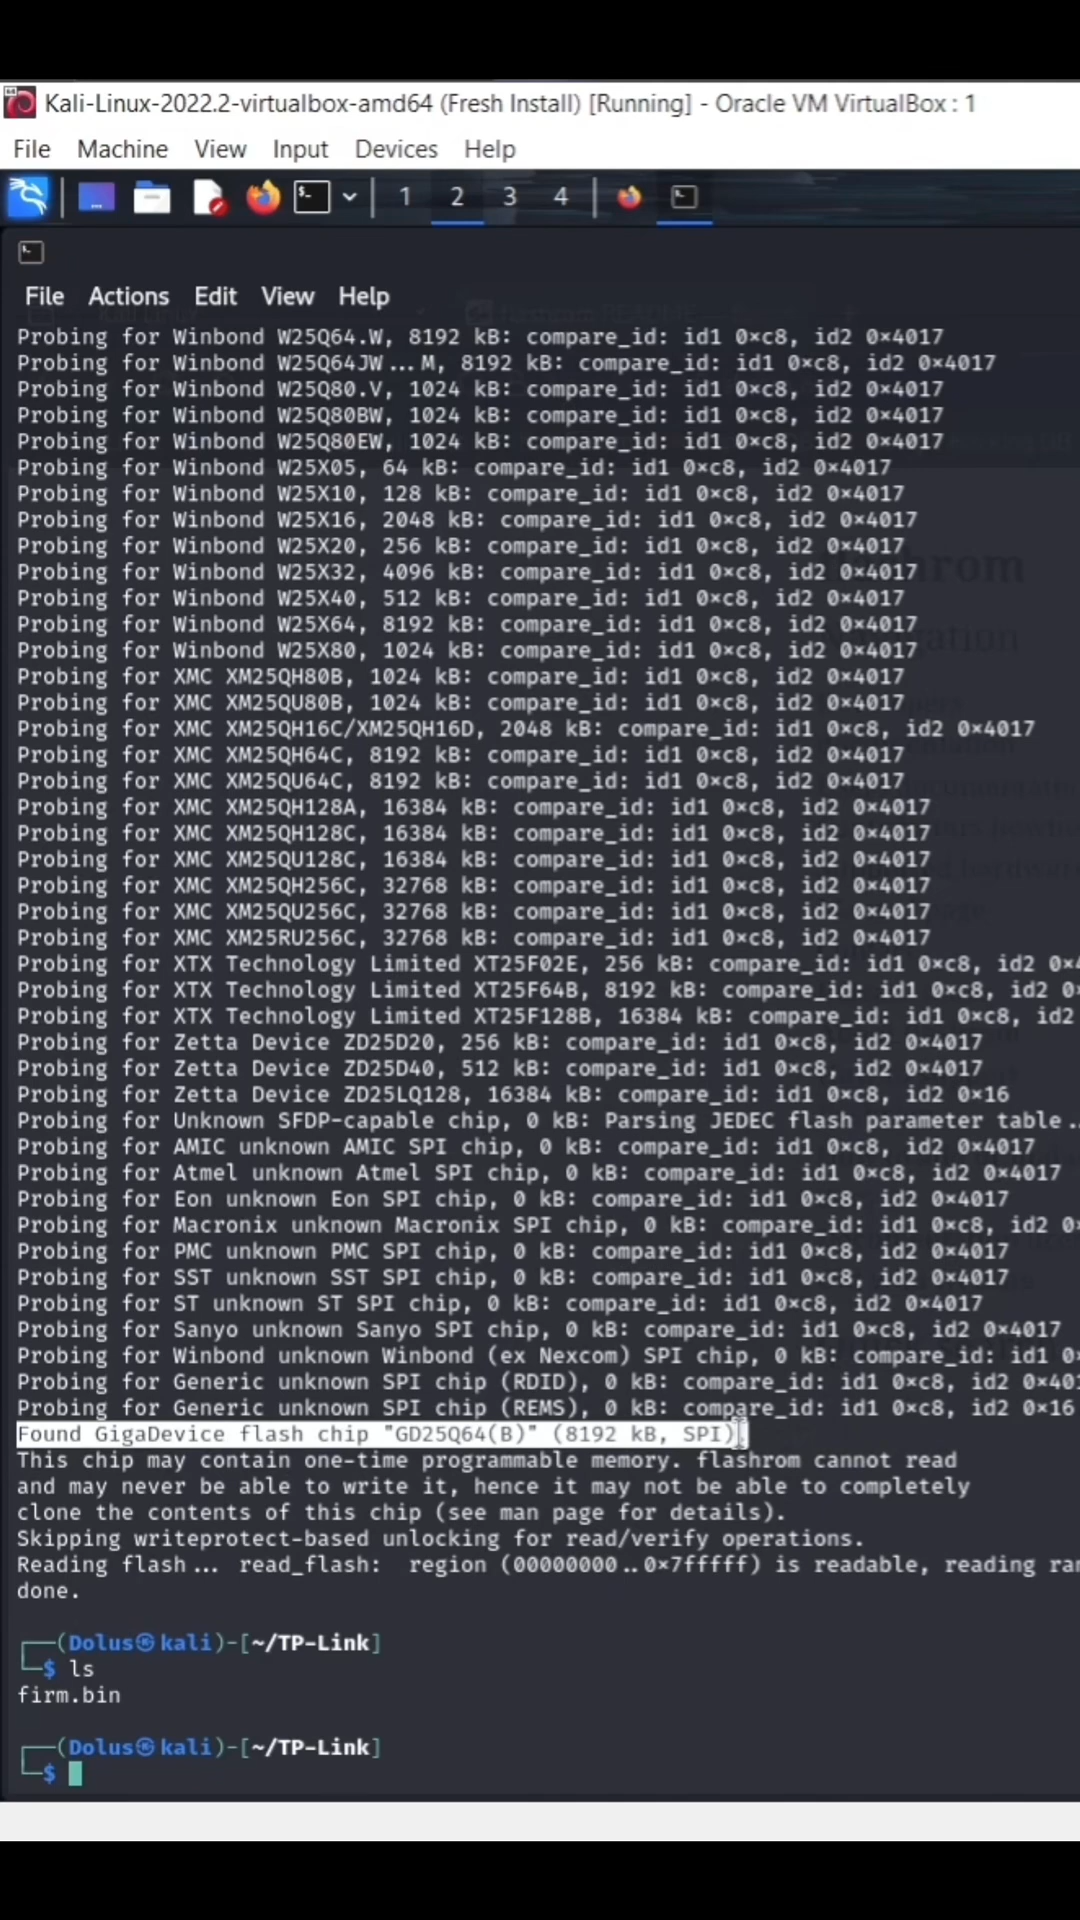 Kali-Linux-2022.2-virtualbox-amd64 (Fresh Install) [Running] - Oracle VM VirtualBox : 1
File Machine View Input Devices Help
1 2 3 4
File Actions Edit View Help
Probing for Winbond W25Q64.W, 8192 kB: compare_id: id1 0×c8, id2 0×4017
Probing for Winbond W25Q64JW...M, 8192 kB: compare_id: id1 0×c8, id2 0×4017
Probing for Winbond W25Q80.V, 1024 kB: compare_id: id1 0×c8, id2 0×4017
Probing for Winbond W25Q80BW, 1024 kB: compare_id: id1 0×c8, id2 0×4017
Probing for Winbond W25Q80EW, 1024 kB: compare_id: id1 0×c8, id2 0×4017
Probing for Winbond W25X05, 64 kB: compare_id: id1 0×c8, id2 0×4017
Probing for Winbond W25X10, 128 kB: compare_id: id1 0×c8, id2 0×4017
Probing for Winbond W25X16, 2048 kB: compare_id: id1 0×c8, id2 0×4017
Probing for Winbond W25X20, 256 kB: compare_id: id1 0×c8, id2 0×4017
Probing for Winbond W25X32, 4096 kB: compare_id: id1 0×c8, id2 0×4017
Probing for Winbond W25X40, 512 kB: compare_id: id1 0×c8, id2 0×4017
Probing for Winbond W25X64, 8192 kB: compare_id: id1 0×c8, id2 0×4017
Probing for Winbond W25X80, 1024 kB: compare_id: id1 0×c8, id2 0×4017
Probing for XMC XM25QH80B, 1024 kB: compare_id: id1 0×c8, id2 0×4017
Probing for XMC XM25QU80B, 1024 kB: compare_id: id1 0×c8, id2 0×4017
Probing for XMC XM25QH16C/XM25QH16D, 2048 kB: compare_id: id1 0×c8, id2 0×4017
Probing for XMC XM25QH64C, 8192 kB: compare_id: id1 0×c8, id2 0×4017
Probing for XMC XM25QU64C, 8192 kB: compare_id: id1 0×c8, id2 0×4017
Probing for XMC XM25QH128A, 16384 kB: compare_id: id1 0×c8, id2 0×4017
Probing for XMC XM25QH128C, 16384 kB: compare_id: id1 0×c8, id2 0×4017
Probing for XMC XM25QU128C, 16384 kB: compare_id: id1 0×c8, id2 0×4017
Probing for XMC XM25QH256C, 32768 kB: compare_id: id1 0×c8, id2 0×4017
Probing for XMC XM25QU256C, 32768 kB: compare_id: id1 0×c8, id2 0×4017
Probing for XMC XM25RU256C, 32768 kB: compare_id: id1 0×c8, id2 0×4017
Probing for XTX Technology Limited XT25F02E, 256 kB: compare_id: id1 0×c8, id2 0×4
Probing for XTX Technology Limited XT25F64B, 8192 kB: compare_id: id1 0×c8, id2 0×
Probing for XTX Technology Limited XT25F128B, 16384 kB: compare_id: id1 0×c8, id2
Probing for Zetta Device ZD25D20, 256 kB: compare_id: id1 0×c8, id2 0×4017
Probing for Zetta Device ZD25D40, 512 kB: compare_id: id1 0×c8, id2 0×4017
Probing for Zetta Device ZD25LQ128, 16384 kB: compare_id: id1 0×c8, id2 0×16
Probing for Unknown SFDP-capable chip, 0 kB: Parsing JEDEC flash parameter table..
Probing for AMIC unknown AMIC SPI chip, 0 kB: compare_id: id1 0×c8, id2 0×4017
Probing for Atmel unknown Atmel SPI chip, 0 kB: compare_id: id1 0×c8, id2 0×4017
Probing for Eon unknown Eon SPI chip, 0 kB: compare_id: id1 0×c8, id2 0×4017
Probing for Macronix unknown Macronix SPI chip, 0 kB: compare_id: id1 0×c8, id2 0×
Probing for PMC unknown PMC SPI chip, 0 kB: compare_id: id1 0×c8, id2 0×4017
Probing for SST unknown SST SPI chip, 0 kB: compare_id: id1 0×c8, id2 0×4017
Probing for ST unknown ST SPI chip, 0 kB: compare_id: id1 0×c8, id2 0×4017
Probing for Sanyo unknown Sanyo SPI chip, 0 kB: compare_id: id1 0×c8, id2 0×4017
Probing for Winbond unknown Winbond (ex Nexcom) SPI chip, 0 kB: compare_id: id1 0×
Probing for Generic unknown SPI chip (RDID), 0 kB: compare_id: id1 0×c8, id2 0×401
Probing for Generic unknown SPI chip (REMS), 0 kB: compare_id: id1 0×c8, id2 0×16
Found GigaDevice flash chip "GD25Q64(B)" (8192 kB, SPI)
This chip may contain one-time programmable memory. flashrom cannot read
and may never be able to write it, hence it may not be able to completely
clone the contents of this chip (see man page for details).
Skipping writeprotect-based unlocking for read/verify operations.
Reading flash... read_flash: region (00000000..0×7fffff) is readable, reading ran
done.
(Dolus㉿kali)-[~/TP-Link]
$ ls
firm.bin
(Dolus㉿kali)-[~/TP-Link]
$